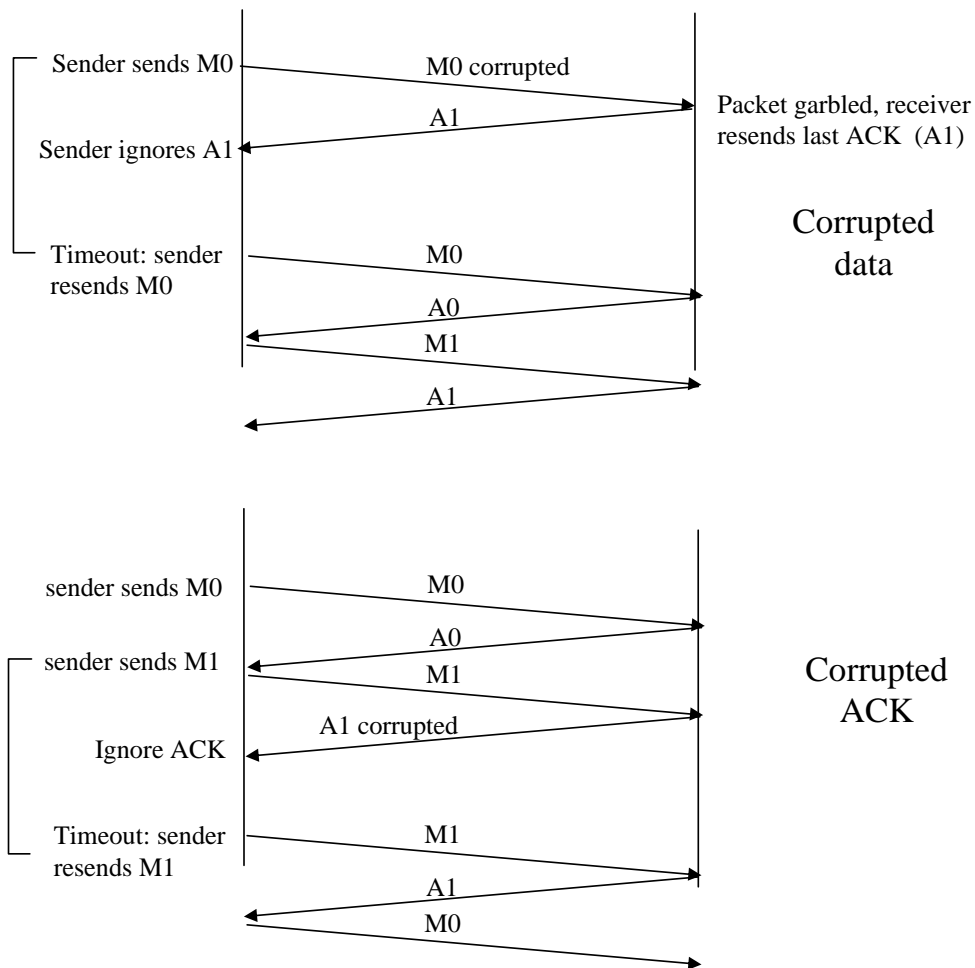 Sender sends M0
M0 corrupted
Packet garbled, receiver
resends last ACK (A1)
A1
Sender ignores A1
Corrupted
data
Timeout: sender
resends M0
M0
A0
M1
A1
sender sends M0
M0
A0
sender sends M1
M1
Corrupted
ACK
A1 corrupted
Ignore ACK
Timeout: sender
resends M1
M1
A1
M0